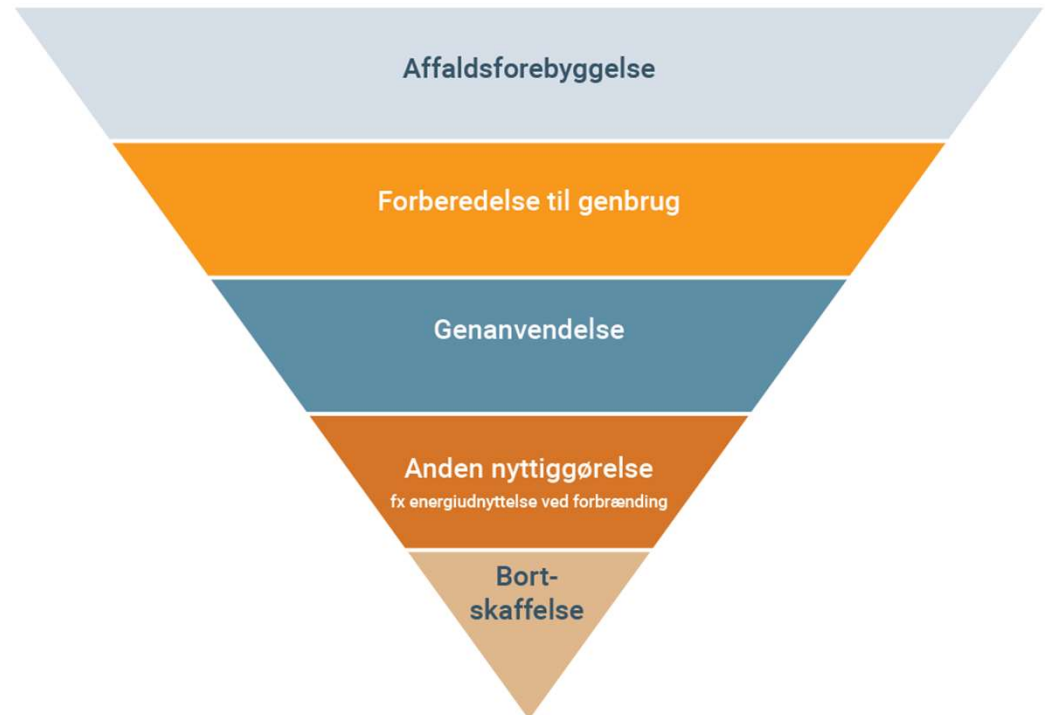 Affaldsforebyggelse
Forberedelse til genbrug
Genanvendelse
Anden nyttiggørelse
fx energiudnyttelse ved forbrænding
Bort-
skaffelse